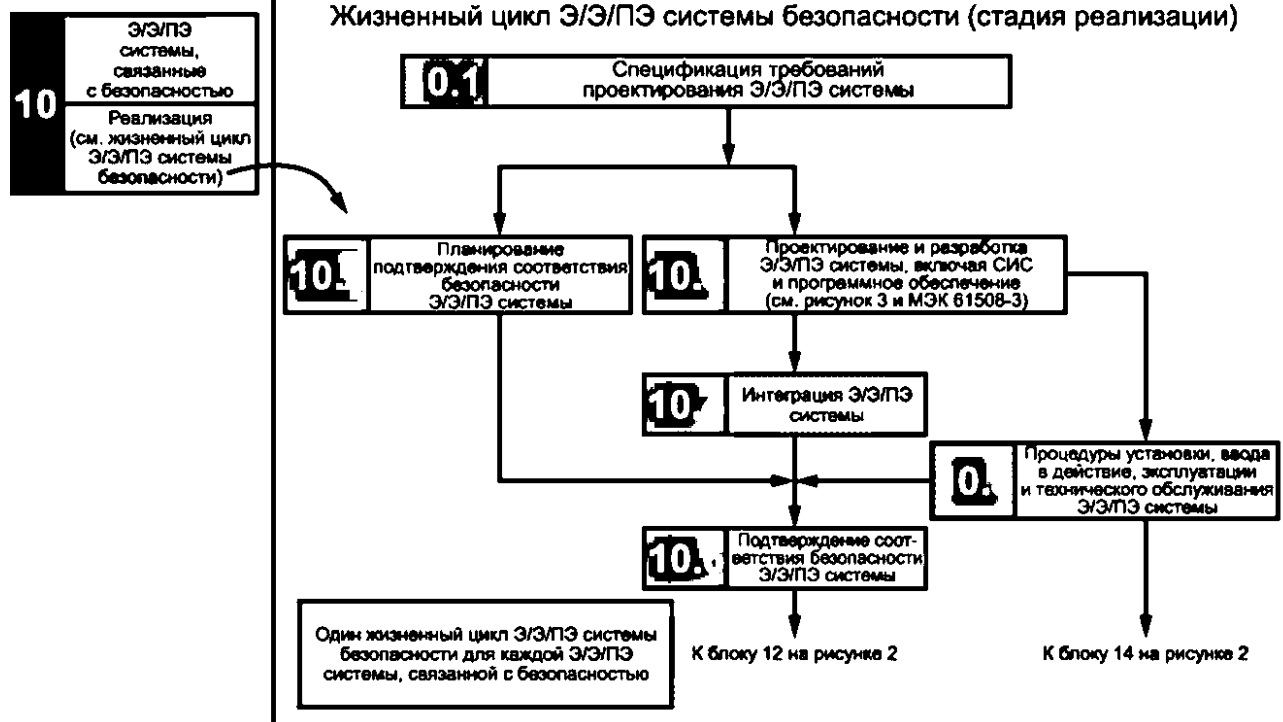 Жизненный цикл Э/Э/ПЭ системы безопасности (стадия реализации)
10
Э/Э/ПЭ
системы,
связанные
с безопасностью
Реализация
(см. жизненный цикл
Э/Э/ПЭ системы
безопасности)
0.1
Спецификация требований
проектирования Э/Э/ПЭ системы
10.
Планирование
подтверждения соответствия
безопасности
Э/Э/ПЭ системы
10.
Проектирование и разработка
Э/Э/ПЭ системы, включая СИС
и программное обеспечение
(см. рисунок 3 и МЭК 61508-3)
10
Интеграция Э/Э/ПЭ
системы
0.
Процедуры установки, ввода
в действие, эксплуатации
и технического обслуживания
Э/Э/ПЭ системы
10.
Подтверждение соот-
ветствия безопасности
Э/Э/ПЭ системы
Один жизненный цикл Э/Э/ПЭ системы
безопасности для каждой Э/Э/ПЭ
системы, связанной с безопасностью
К блоку 12 на рисунке 2
К блоку 14 на рисунке 2